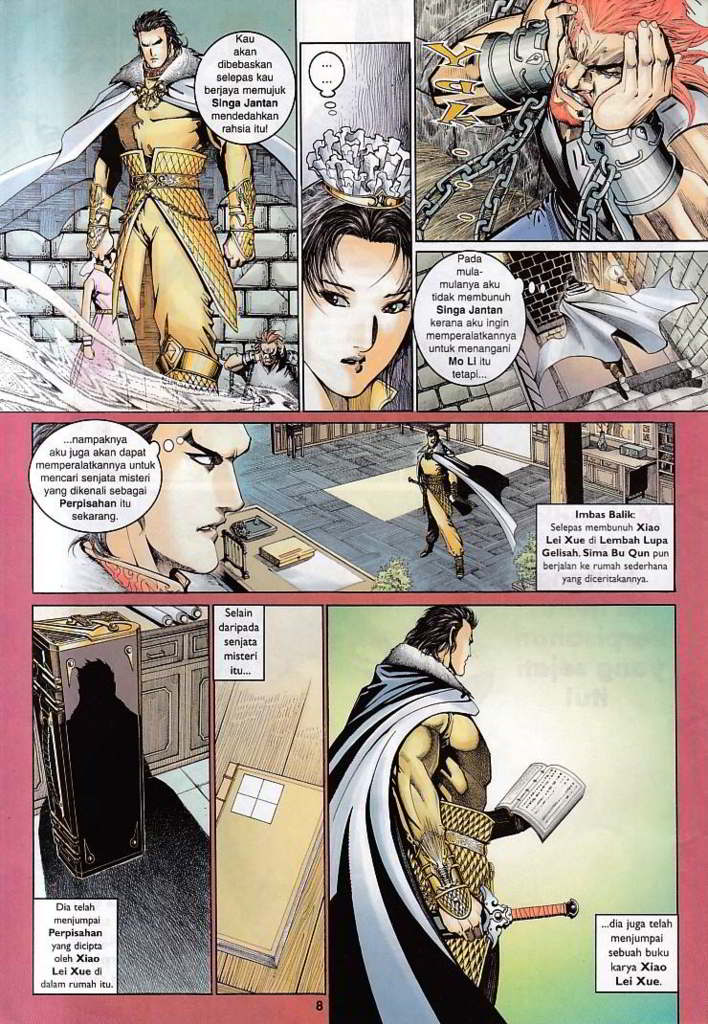 Kau
akan
dibebaskan
selepas kau
berjaya memujuk
Singa Jantan
mendedahkan
rahsia itu!
...
...
Pada
mula-
mulanya aku
tidak membunuh
Singa Jantan
kerana aku ingin
memperalatkannya
untuk menangani
Mo Li itu
tetapi...
...nampaknya
aku juga akan dapat
memperalatkannya untuk
mencari senjata misteri
yang dikenali sebagai
Perpisahan itu
sekarang.
Imbas Balik:
Selepas membunuh Xiao
Lei Xue di Lembah Lupa
Gelisah, Sima Bu Qun pun
berjalan ke rumah sederhana
yang diceritakannya.
Dia telah
menjumpai
Perpisahan
yang dicipta
oleh Xiao
Lei Xue di
dalam rumah itu.
Selain
daripada
senjata
misteri
itu...
...dia juga telah
menjumpai
sebuah buku
karya Xiao
Lei Xue.
8